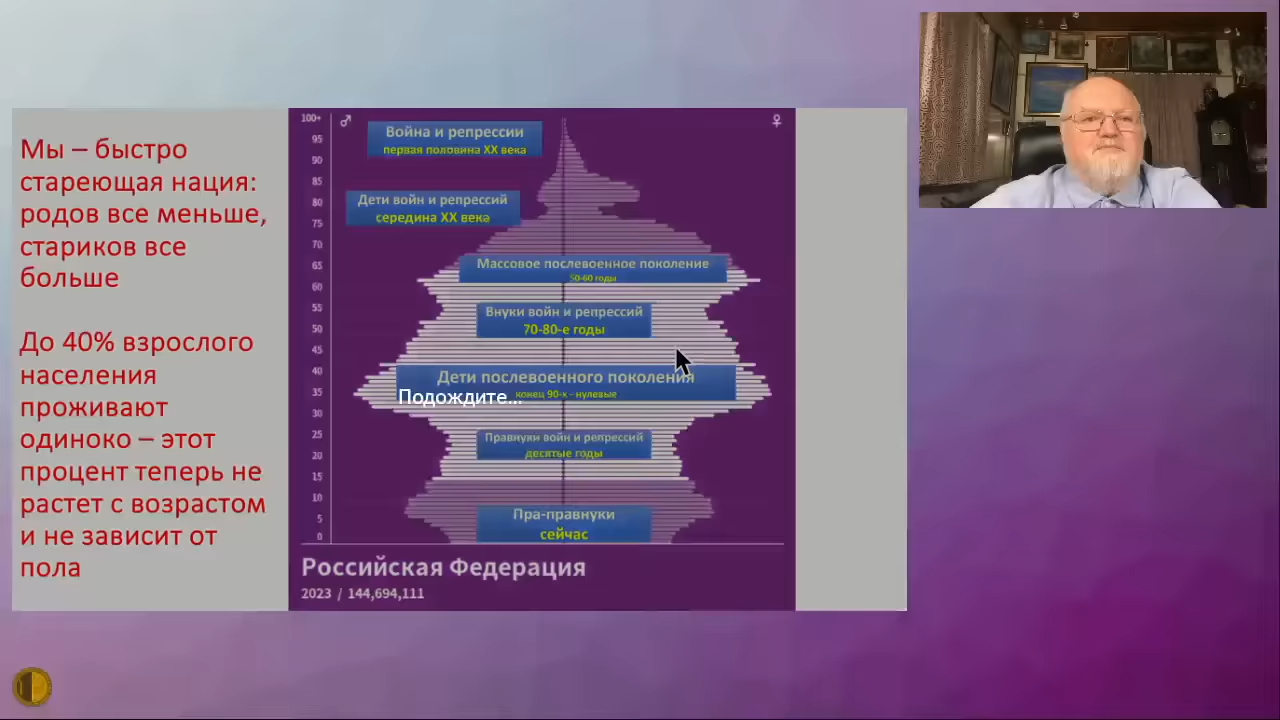 Мы – быстро
стареющая нация:
родов все меньше,
стариков все
больше
До 40% взрослого
населения
проживают
одиноко – этот
процент теперь не
растет с возрастом
и не зависит от
пола
100+
95
90
85
80
75
70
65
60
55
50
45
40
35
30
25
20
15
10
5
0
♂
♀
Война и репрессии
первая половина XX века
Дети войн и репрессий
середина XX века
Массовое послевоенное поколение
50-60 годы
Внуки войн и репрессий
70-80-е годы
Дети послевоенного поколения
Подождите...
конец 90-х - нулевые
Правнуки войн и репрессий
десятые годы
Пра-правнуки
сейчас
Российская Федерация
2023 / 144,694,111